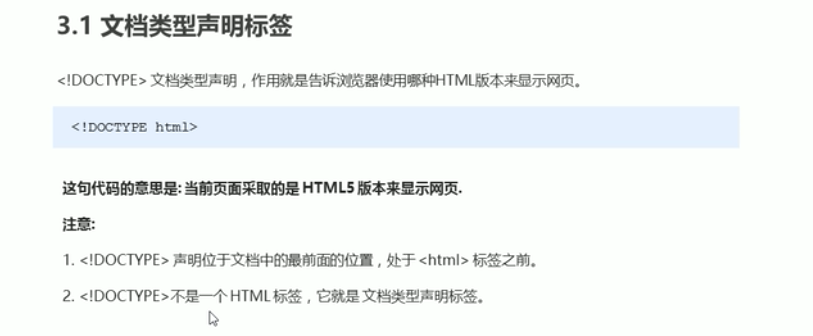 3.1 文档类型声明标签
<!DOCTYPE> 文档类型声明，作用就是告诉浏览器使用哪种HTML版本来显示网页。
<!DOCTYPE html>
这句代码的意思是: 当前页面采取的是 HTML5 版本来显示网页.
注意:
1. <!DOCTYPE> 声明位于文档中的最前面的位置，处于 <html> 标签之前。
2. <!DOCTYPE>不是一个 HTML 标签，它就是 文档类型声明标签。